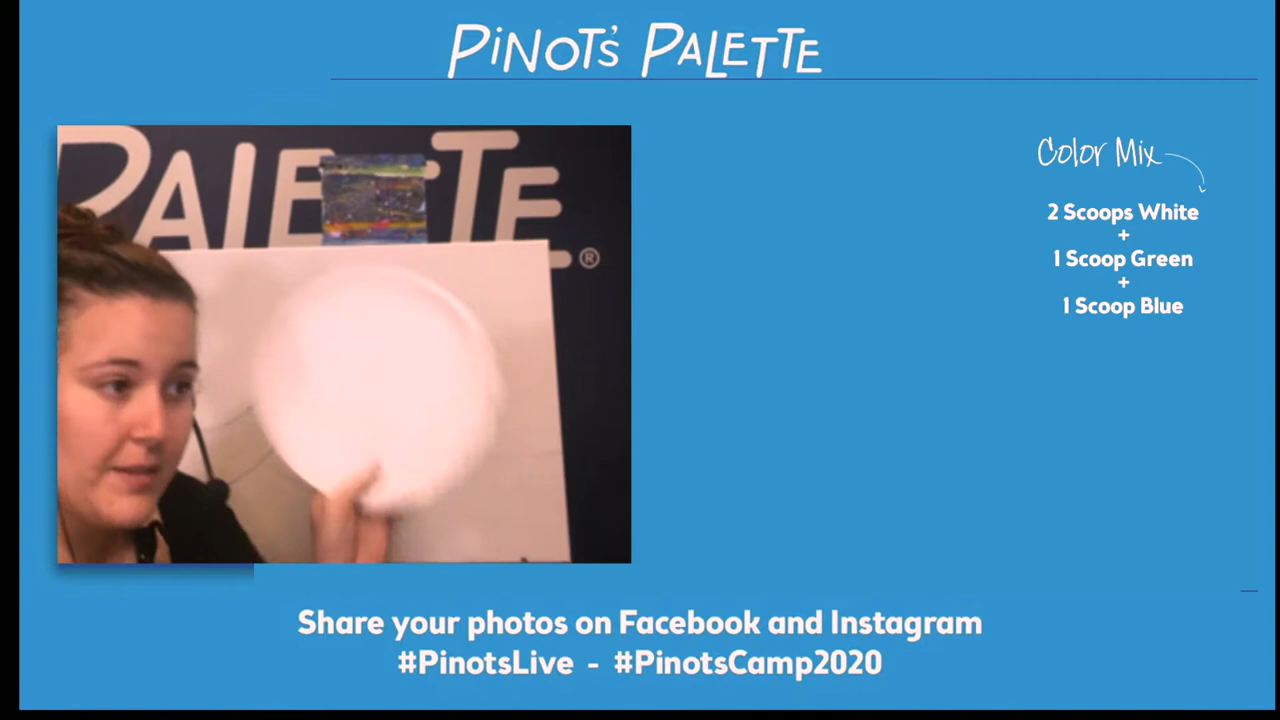 PiNOT'S PALETTE
PALETTE®
Color Mix
2 Scoops White
+
1 Scoop Green
+
1 Scoop Blue
Share your photos on Facebook and Instagram
#PinotsLive - #PinotsCamp2020